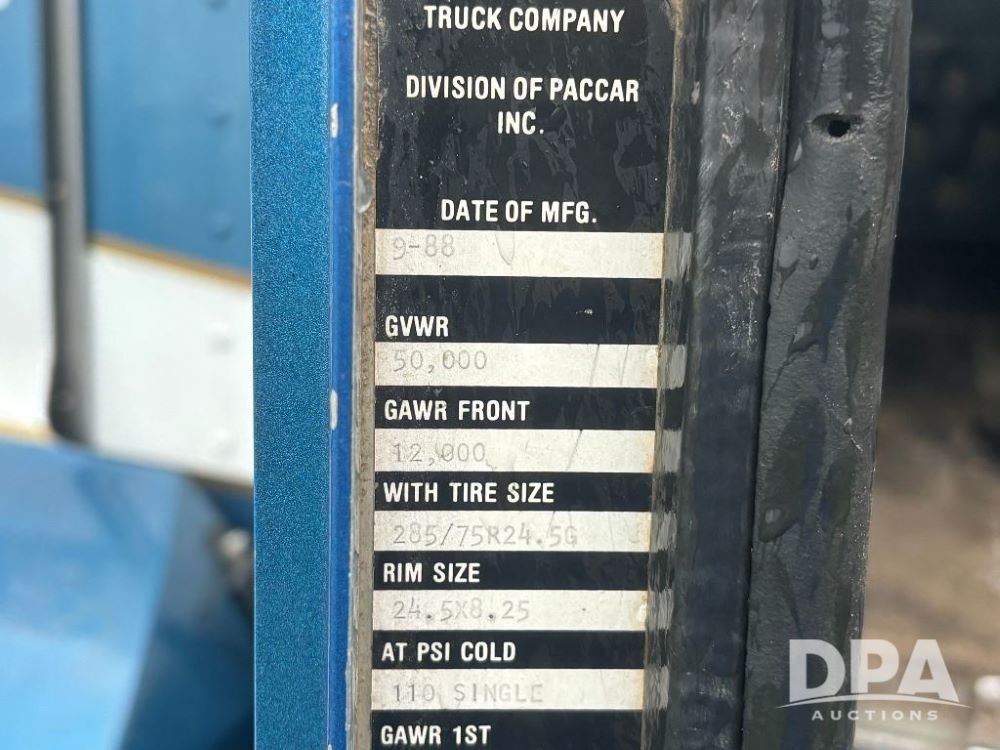 TRUCK COMPANY
DIVISION OF PACCAR
INC.
DATE OF MFG.
9-88
GVWR
50,000
GAWR FRONT
12,000
WITH TIRE SIZE
285/75R24.5G
RIM SIZE
24.5X8.25
AT PSI COLD
110 SINGLE
GAWR 1ST
DPA
AUCTIONS